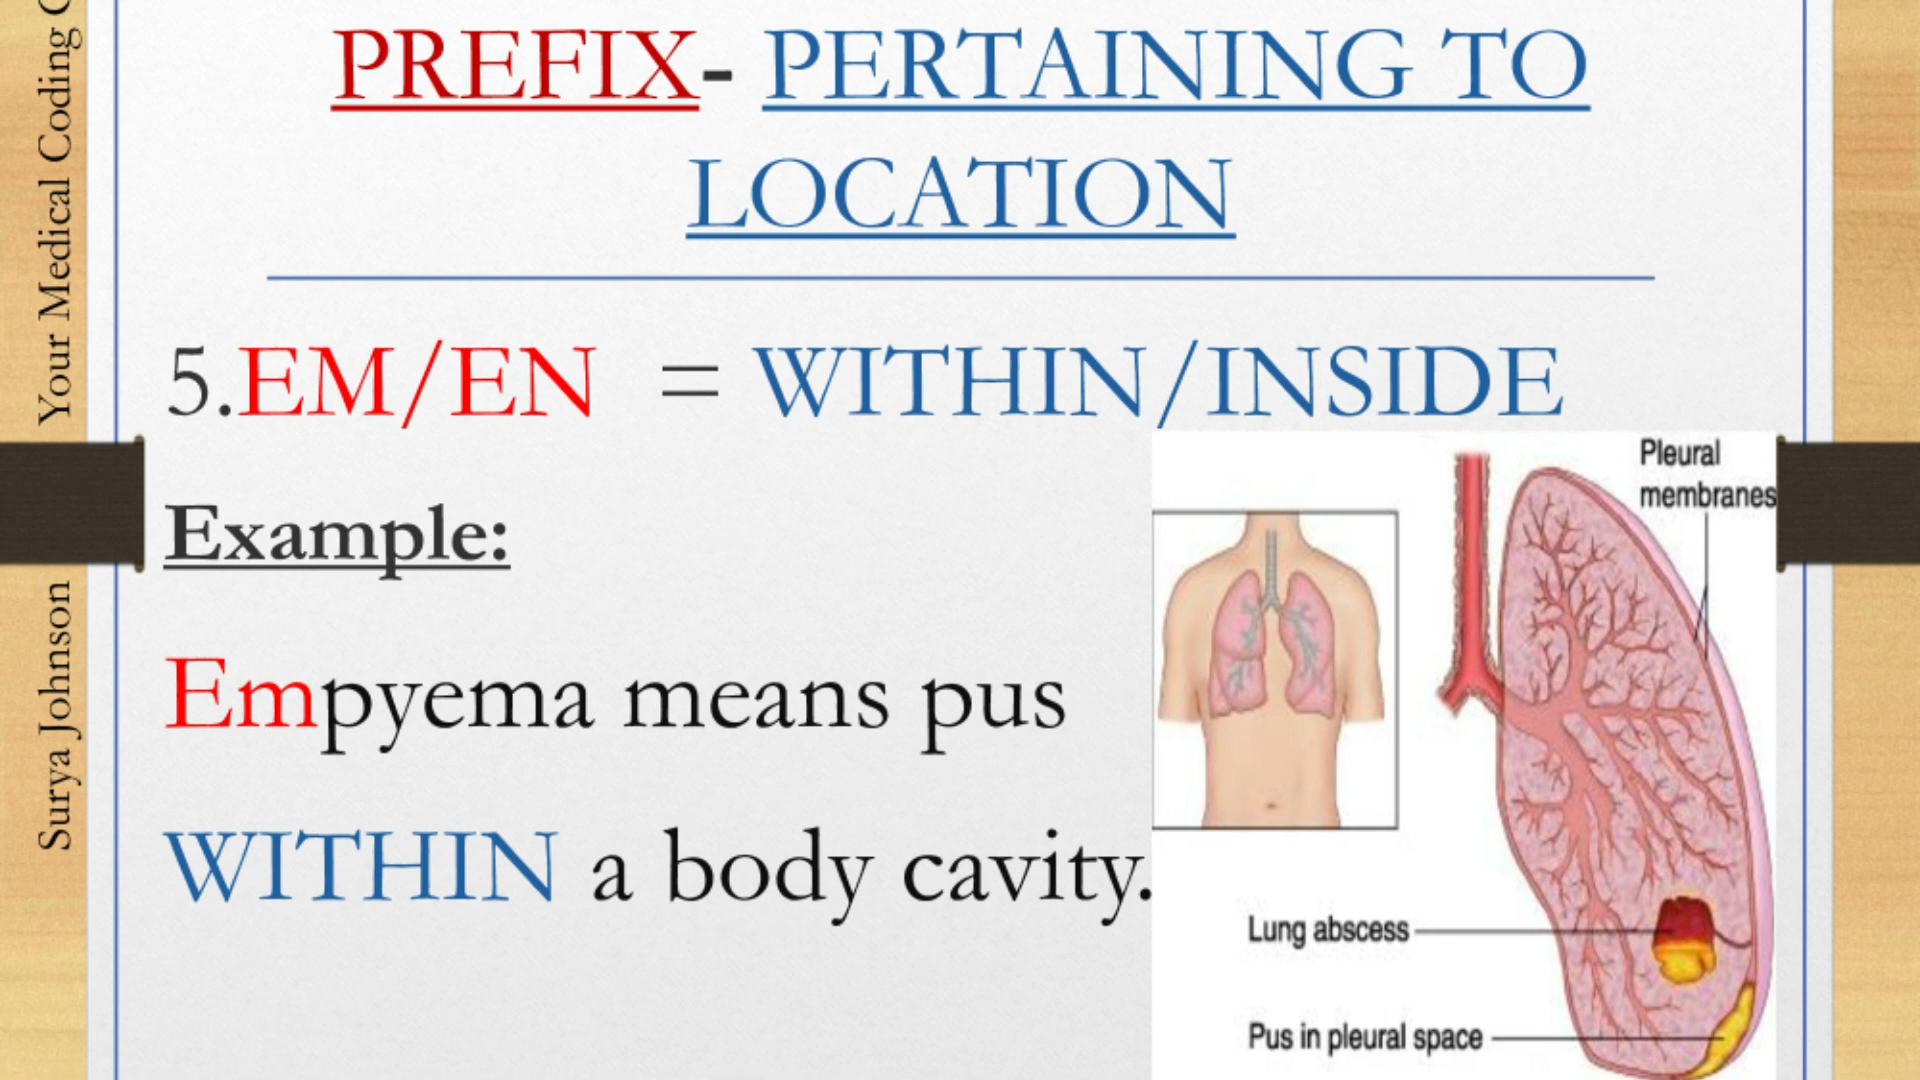 PREFIX- PERTAINING TO
LOCATION
5.EM/EN = WITHIN/INSIDE
Example:
Empyema means pus
WITHIN a body cavity.
Pleural
membranes
Lung abscess
Pus in pleural space
Surya Johnson
Your Medical Coding